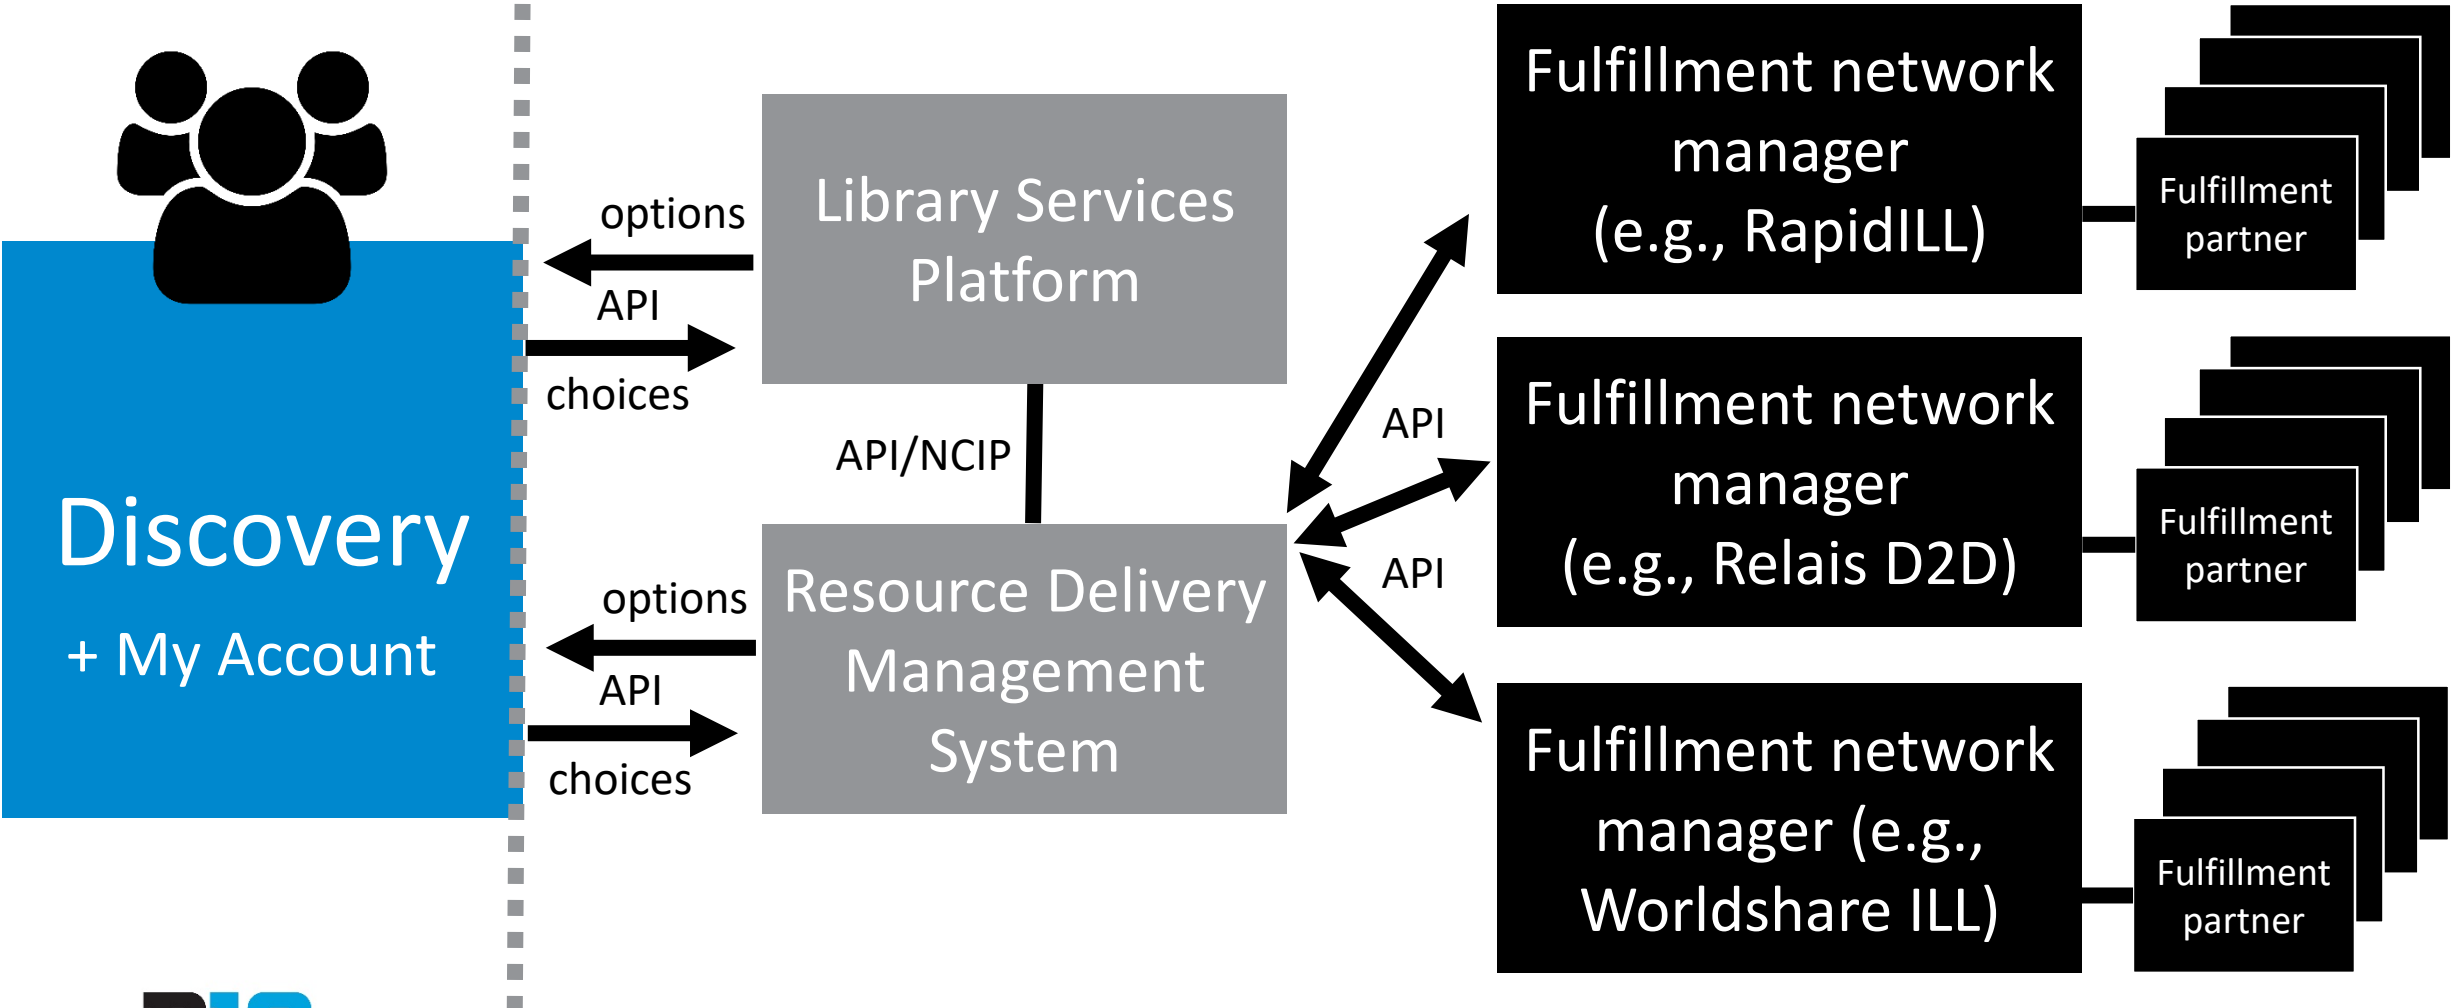 Discovery
+ My Account
options
API
choices
Library Services
Platform
API/NCIP
options
API
choices
Resource Delivery
Management
System
API
API
Fulfillment network
manager
(e.g., RapidILL)
Fulfillment
partner
Fulfillment network
manager
(e.g., Relais D2D)
Fulfillment
partner
Fulfillment network
manager (e.g.,
Worldshare ILL)
Fulfillment
partner